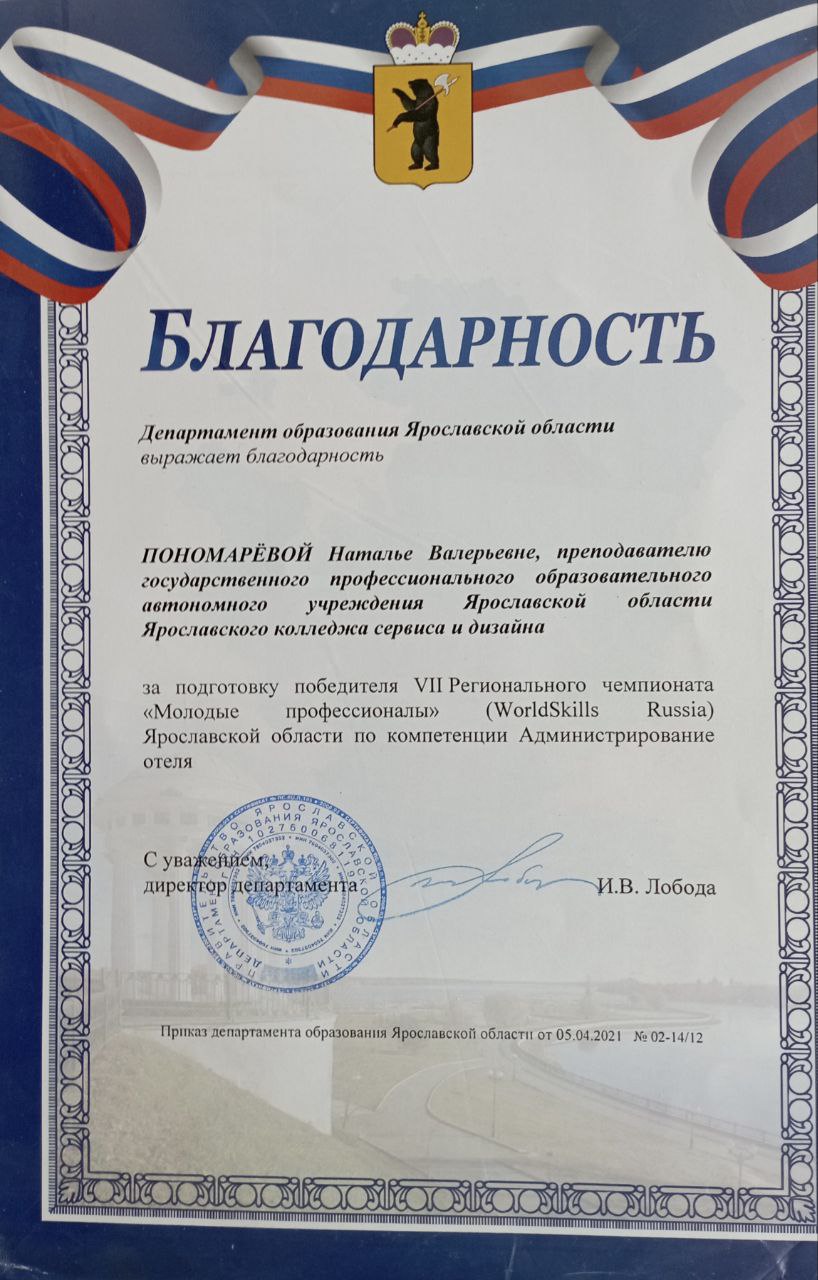 БЛАГОДАРНОСТЬ
Департамент образования Ярославской области
выражает благодарность
ПОНОМАРЁВОЙ Наталье Валерьевне, преподавателю
государственного профессионального образовательного
автономного учреждения Ярославской области
Ярославского колледжа сервиса и дизайна
за подготовку победителя VII Регионального чемпионата
«Молодые профессионалы» (WorldSkills Russia)
Ярославской области по компетенции Администрирование
отеля
ПРАВИТЕЛЬСТВО ЯРОСЛАВСКОЙ ОБЛАСТИ
ДЕПАРТАМЕНТ ОБРАЗОВАНИЯ ЯРОСЛАВСКОЙ ОБЛАСТИ
С уважением,
директор департамента И.В. Лобода
Приказ департамента образования Ярославской области от 05.04.2021 № 02-14/12